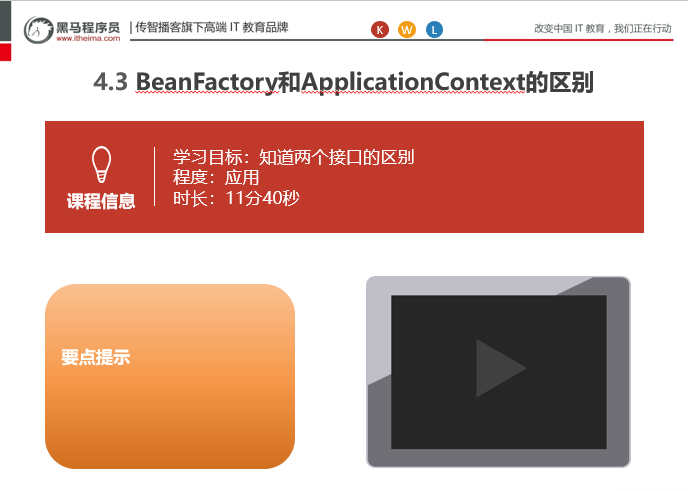 黑马程序员
www.itheima.com
传智播客旗下高端 IT 教育品牌
K W L
改变中国 IT 教育，我们正在行动
4.3 BeanFactory和ApplicationContext的区别
课程信息
学习目标：知道两个接口的区别
程度：应用
时长：11分40秒
要点提示